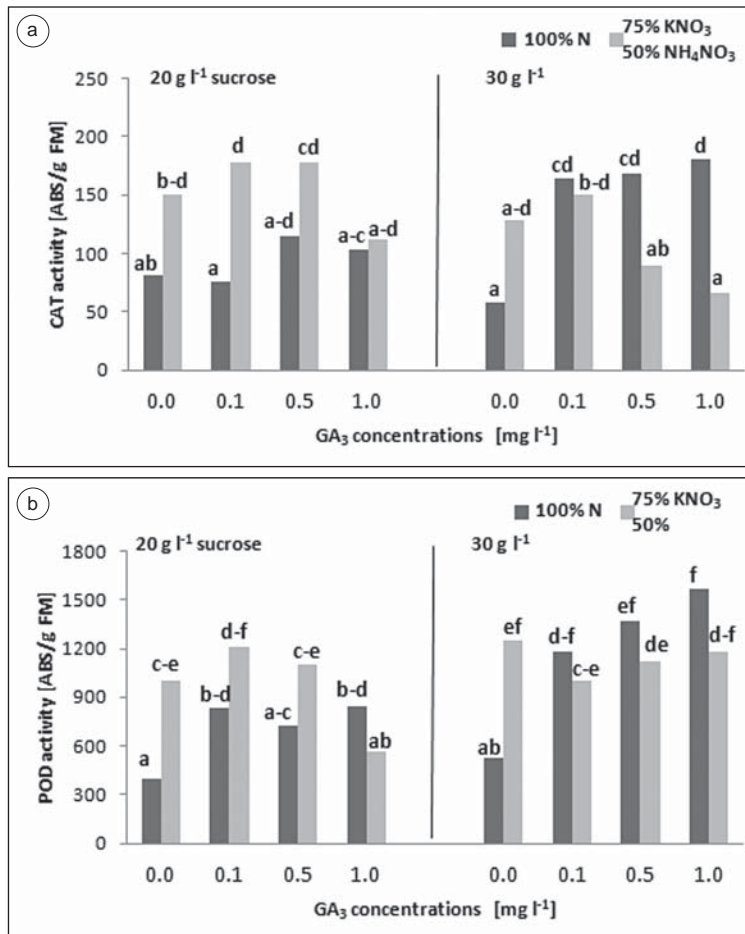 a
100% N
75% KNO₃
50% NH₄NO₃
20 g l⁻¹ sucrose
30 g l⁻¹
CAT activity [ABS/g FM]
250
200
150
100
50
0
ab b-d a d a-d cd a-c a-d
a a-d cd b-d cd ab d a
0.0 0.1 0.5 1.0 0.0 0.1 0.5 1.0
GA₃ concentrations [mg l⁻¹]
b
100% N
75% KNO₃
50%
20 g l⁻¹ sucrose
30 g l⁻¹
POD activity [ABS/g FM]
1800
1500
1200
900
600
300
0
a c-e b-d d-f a-c c-e b-d ab
ab ef d-f c-e ef de f d-f
0.0 0.1 0.5 1.0 0.0 0.1 0.5 1.0
GA₃ concentrations [mg l⁻¹]